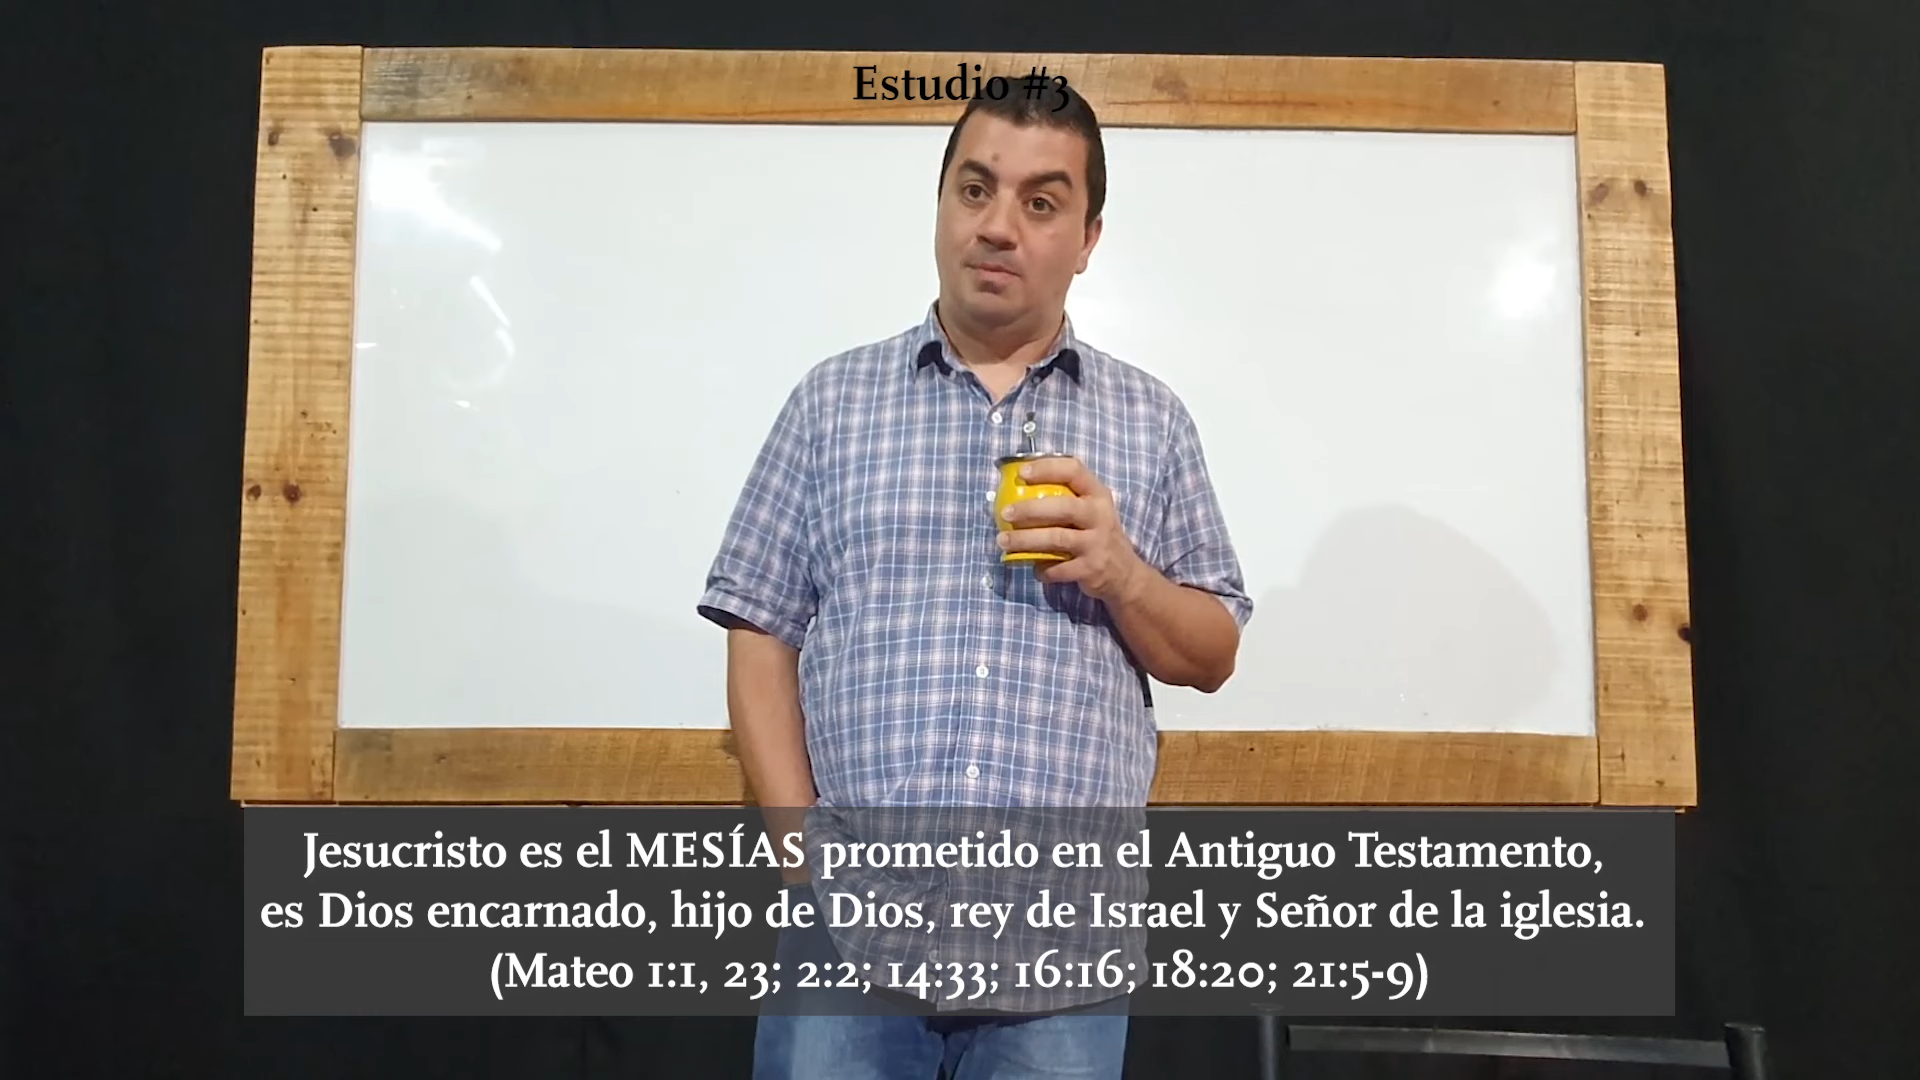 Estudio #3
Jesucristo es el MESÍAS prometido en el Antiguo Testamento,
es Dios encarnado, hijo de Dios, rey de Israel y Señor de la iglesia.
(Mateo 1:1, 23; 2:2; 14:33; 16:16; 18:20; 21:5-9)